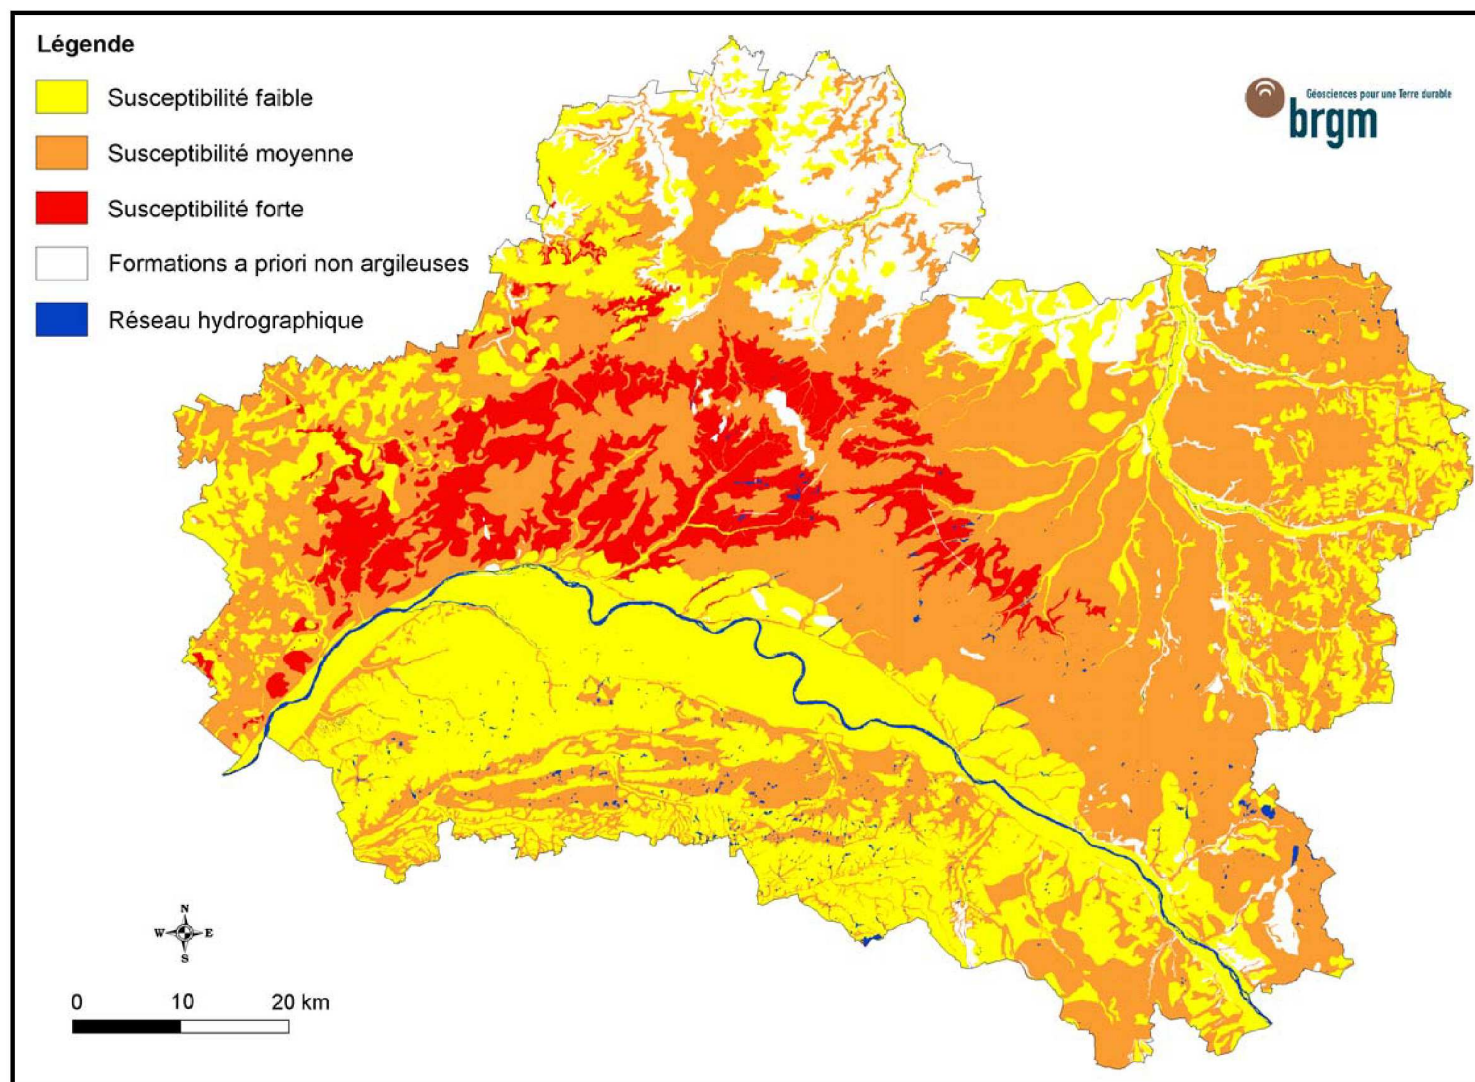 Légende
Susceptibilité faible
Susceptibilité moyenne
Susceptibilité forte
Formations a priori non argileuses
Réseau hydrographique
Géosciences pour une Terre durable
brgm
N
W E
S
0 10 20 km